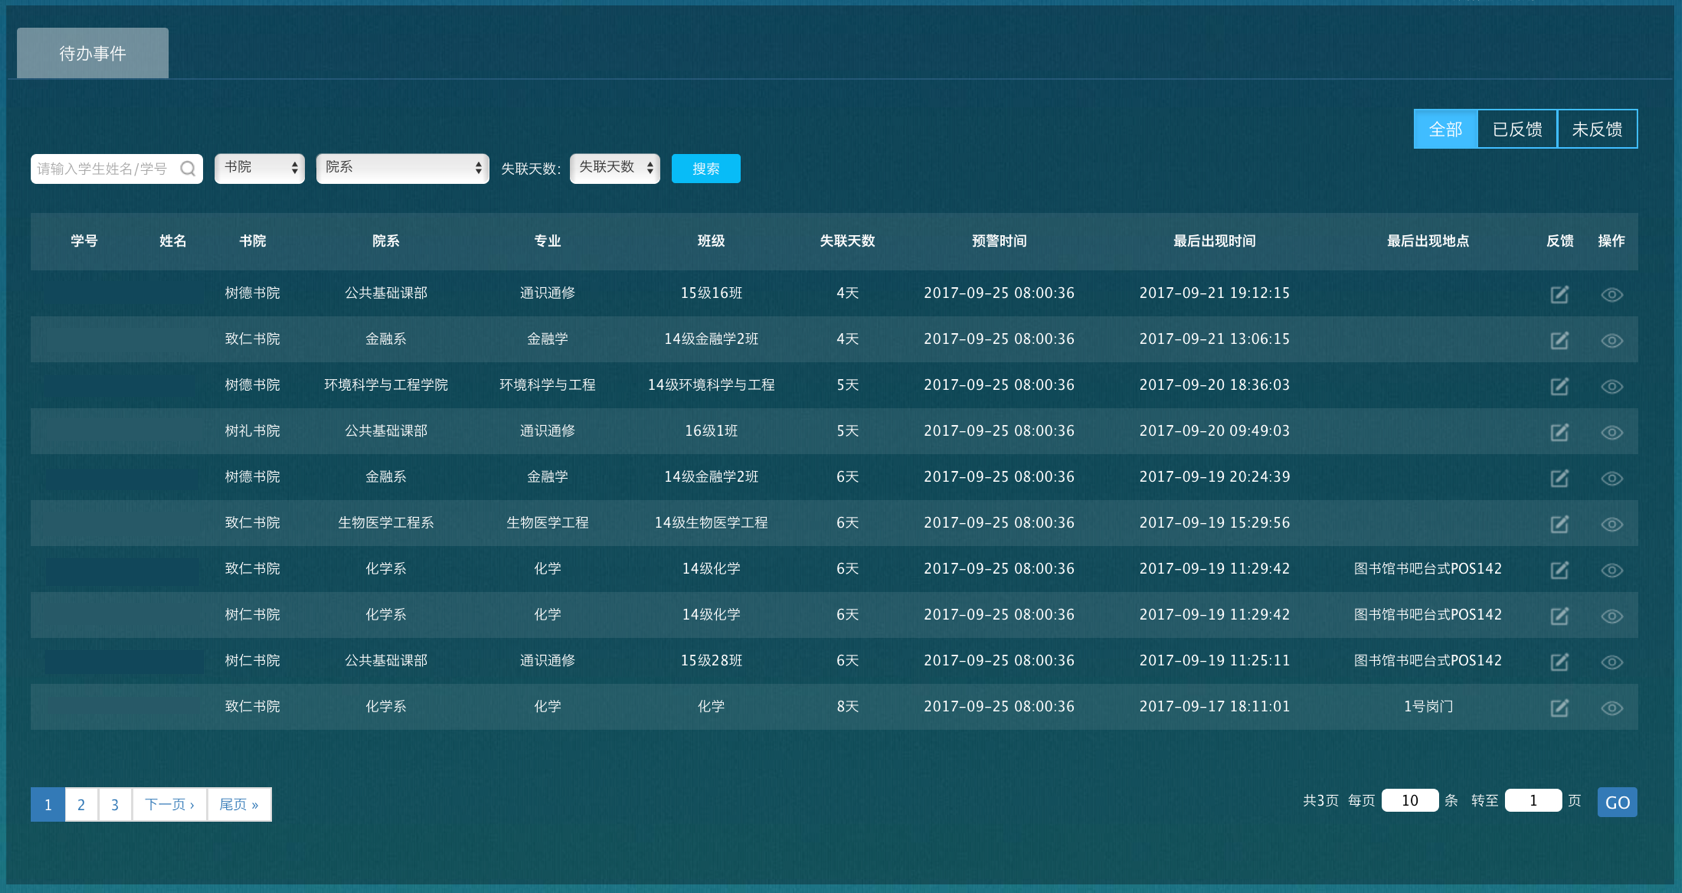 待办事件
全部 已反馈 未反馈
请输入学生姓名/学号 书院 院系 失联天数: 失联天数 搜索
学号 姓名 书院 院系 专业 班级 失联天数 预警时间 最后出现时间 最后出现地点 反馈 操作
树德书院 公共基础课部 通识通修 15级16班 4天 2017-09-25 08:00:36 2017-09-21 19:12:15
致仁书院 金融系 金融学 14级金融学2班 4天 2017-09-25 08:00:36 2017-09-21 13:06:15
树德书院 环境科学与工程学院 环境科学与工程 14级环境科学与工程 5天 2017-09-25 08:00:36 2017-09-20 18:36:03
树礼书院 公共基础课部 通识通修 16级1班 5天 2017-09-25 08:00:36 2017-09-20 09:49:03
树德书院 金融系 金融学 14级金融学2班 6天 2017-09-25 08:00:36 2017-09-19 20:24:39
致仁书院 生物医学工程系 生物医学工程 14级生物医学工程 6天 2017-09-25 08:00:36 2017-09-19 15:29:56
致仁书院 化学系 化学 14级化学 6天 2017-09-25 08:00:36 2017-09-19 11:29:42 图书馆书吧台式POS142
树仁书院 化学系 化学 14级化学 6天 2017-09-25 08:00:36 2017-09-19 11:29:42 图书馆书吧台式POS142
树仁书院 公共基础课部 通识通修 15级28班 6天 2017-09-25 08:00:36 2017-09-19 11:25:11 图书馆书吧台式POS142
致仁书院 化学系 化学 化学 8天 2017-09-25 08:00:36 2017-09-17 18:11:01 1号岗门
1 2 3 下一页 › 尾页 » 共3页 每页 10 条 转至 1 页 GO